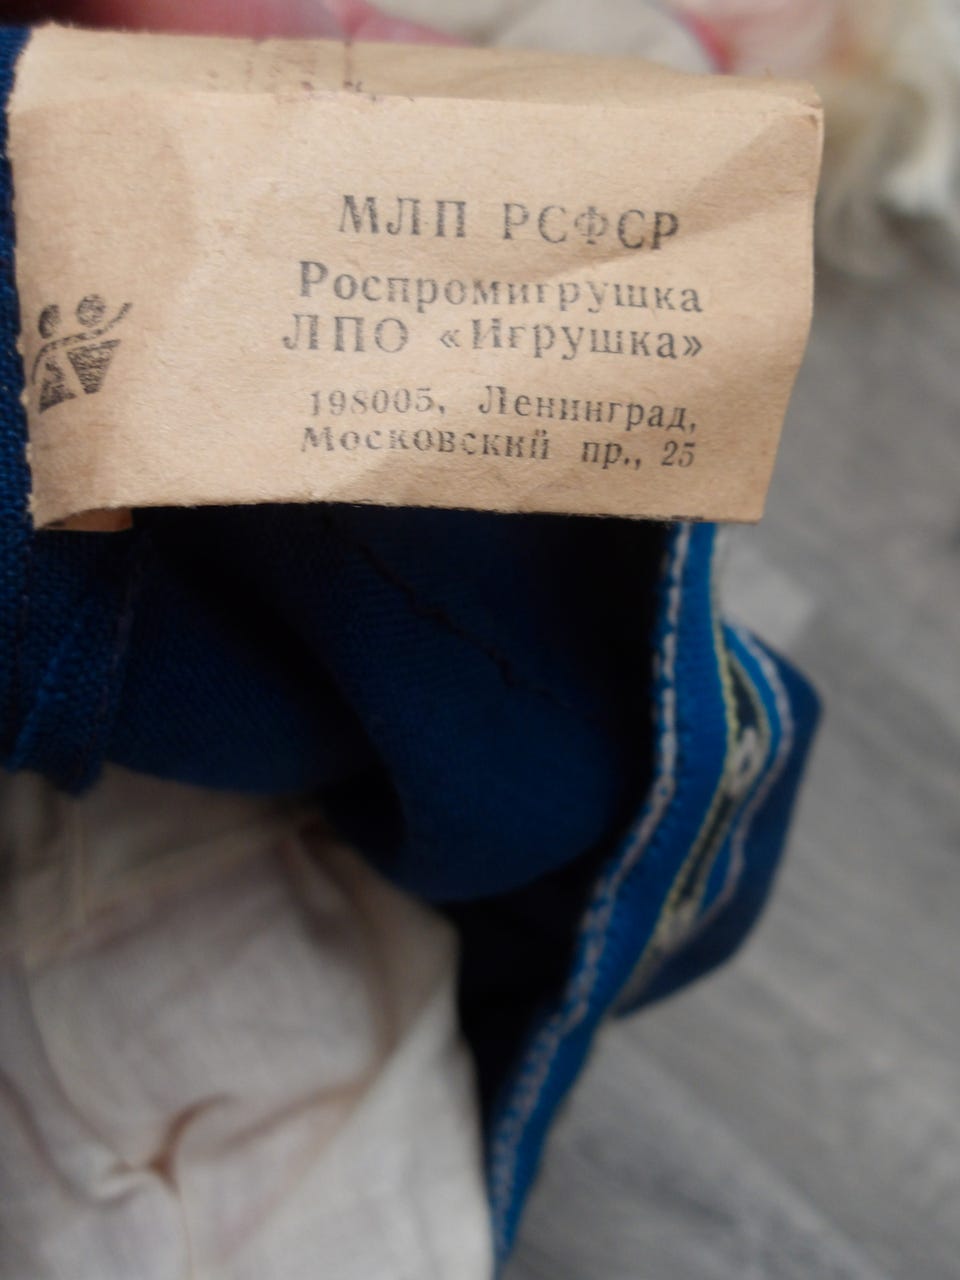 МЛП РСФСР
Роспромигрушка
ЛПО «Игрушка»
198005, Ленинград,
Московский пр., 25